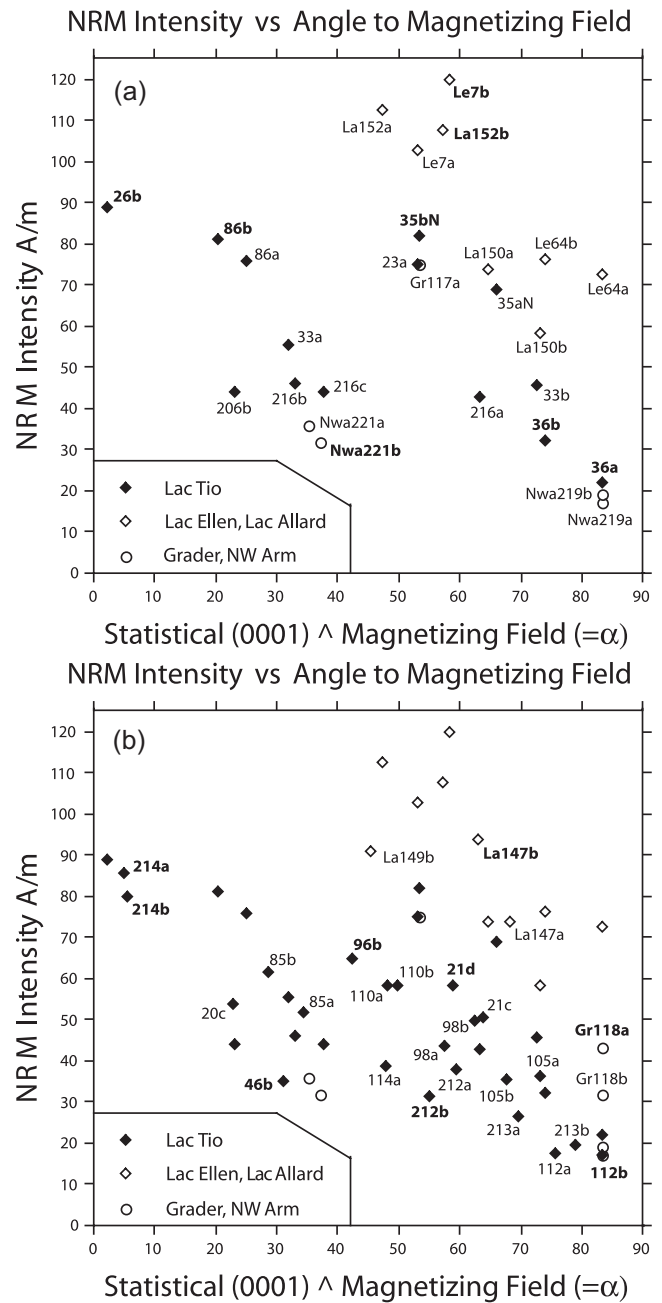 NRM Intensity vs Angle to Magnetizing Field
(a)
NRM Intensity A/m
120
110
100
90
80
70
60
50
40
30
20
10
0
Le7b
La152a
La152b
Le7a
26b
86b
35bN
86a
23a
Gr117a
La150a
Le64b
35aN
Le64a
33a
La150b
206b
216b
216c
216a
33b
Nwa221a
36b
Nwa221b
36a
Nwa219b
Nwa219a
Lac Tio
Lac Ellen, Lac Allard
Grader, NW Arm
0 10 20 30 40 50 60 70 80 90
Statistical (0001) ^ Magnetizing Field (=α)
NRM Intensity vs Angle to Magnetizing Field
(b)
NRM Intensity A/m
120
110
100
90
80
70
60
50
40
30
20
10
0
La149b
La147b
214a
214b
La147a
96b
85b
110a
110b
21d
20c
85a
98b
21c
98a
Gr118a
114a
212a
105a
46b
212b
105b
Gr118b
213a
213b
112a
112b
Lac Tio
Lac Ellen, Lac Allard
Grader, NW Arm
0 10 20 30 40 50 60 70 80 90
Statistical (0001) ^ Magnetizing Field (=α)